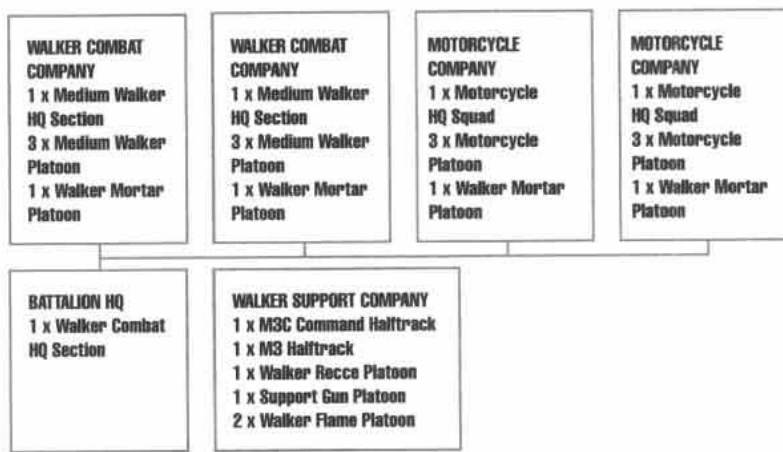 WALKER COMBAT
COMPANY
1 x Medium Walker
HQ Section
3 x Medium Walker
Platoon
1 x Walker Mortar
Platoon
WALKER COMBAT
COMPANY
1 x Medium Walker
HQ Section
3 x Medium Walker
Platoon
1 x Walker Mortar
Platoon
MOTORCYCLE
COMPANY
1 x Motorcycle
HQ Squad
3 x Motorcycle
Platoon
1 x Walker Mortar
Platoon
MOTORCYCLE
COMPANY
1 x Motorcycle
HQ Squad
3 x Motorcycle
Platoon
1 x Walker Mortar
Platoon
BATTALION HQ
1 x Walker Combat
HQ Section
WALKER SUPPORT COMPANY
1 x M3C Command Halftrack
1 x M3 Halftrack
1 x Walker Recce Platoon
1 x Support Gun Platoon
2 x Walker Flame Platoon